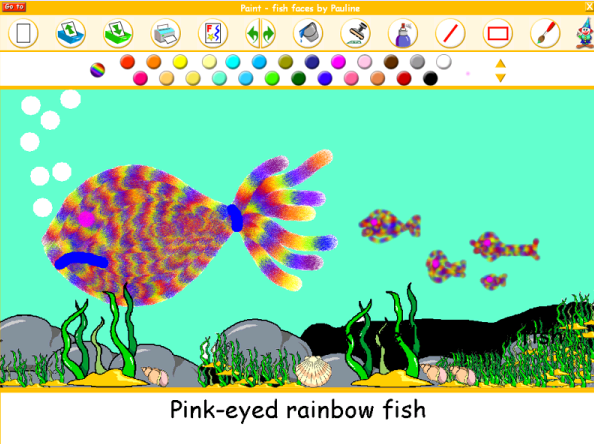 Go to
Paint - fish faces by Pauline
X
Pink-eyed rainbow fish